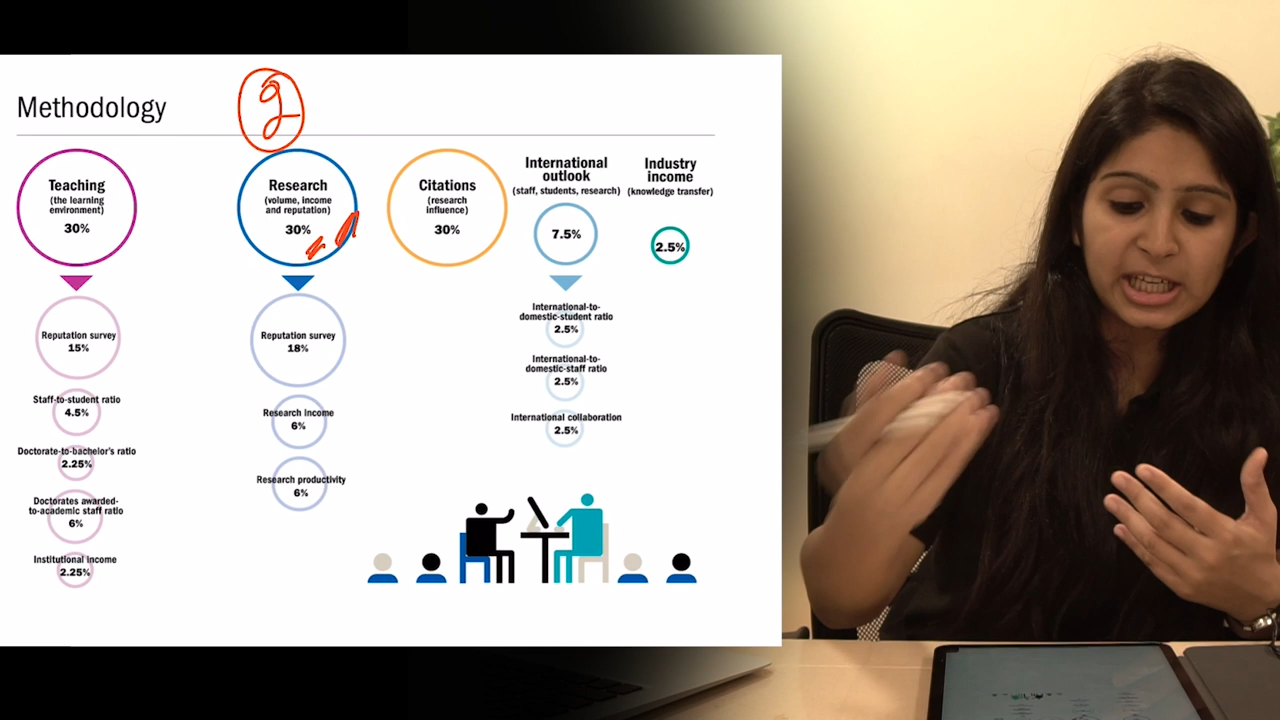 Methodology
g
Teaching
(the learning
environment)
30%
Reputation survey
15%
Staff-to-student ratio
4.5%
Doctorate-to-bachelor's ratio
2.25%
Doctorates awarded-
to-academic staff ratio
6%
Institutional income
2.25%
Research
(volume, income
and reputation)
30%
Reputation survey
18%
Research income
6%
Research productivity
6%
Citations
(research
influence)
30%
International
outlook
(staff, students, research)
7.5%
International-to-
domestic-student ratio
2.5%
International-to-
domestic-staff ratio
2.5%
International collaboration
2.5%
Industry
income
(knowledge transfer)
2.5%